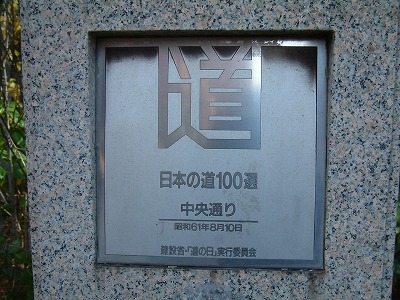 道
日本の道100選
中央通り
昭和61年8月10日
建設省・「道の日」実行委員会